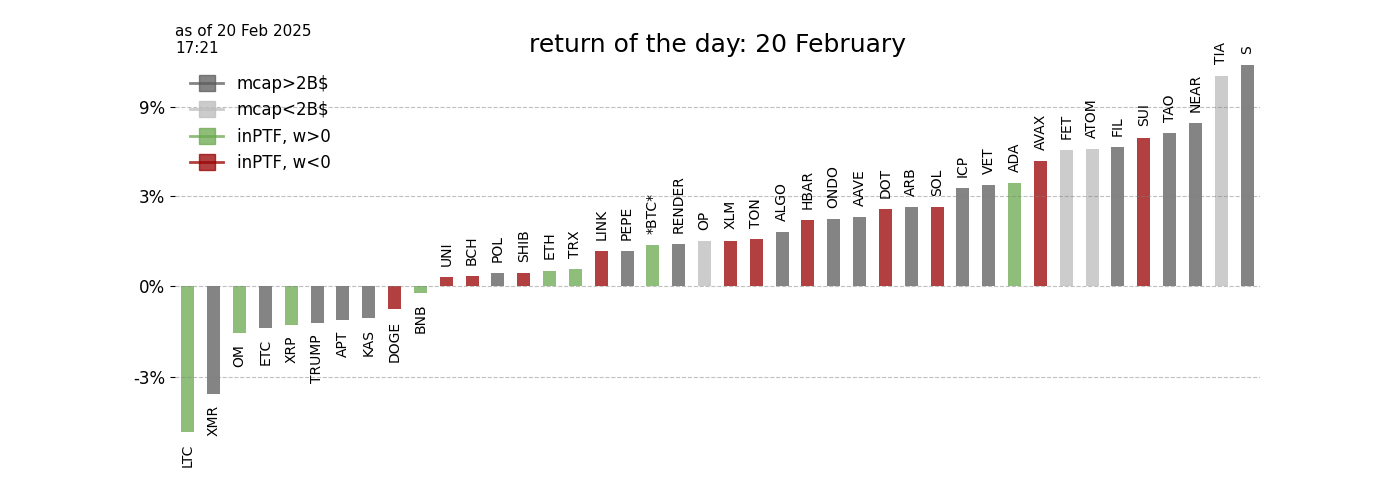 as of 20 Feb 2025
17:21
return of the day: 20 February
mcap>2B$
mcap<2B$
inPTF, w>0
inPTF, w<0
9%
3%
0%
-3%
LTC
XMR
OM
ETC
XRP
TRUMP
APT
KAS
DOGE
BNB
UNI
BCH
POL
SHIB
ETH
TRX
LINK
PEPE
*BTC*
RENDER
OP
XLM
TON
ALGO
HBAR
ONDO
AAVE
DOT
ARB
SOL
ICP
VET
ADA
AVAX
FET
ATOM
FIL
SUI
TAO
NEAR
TIA
S